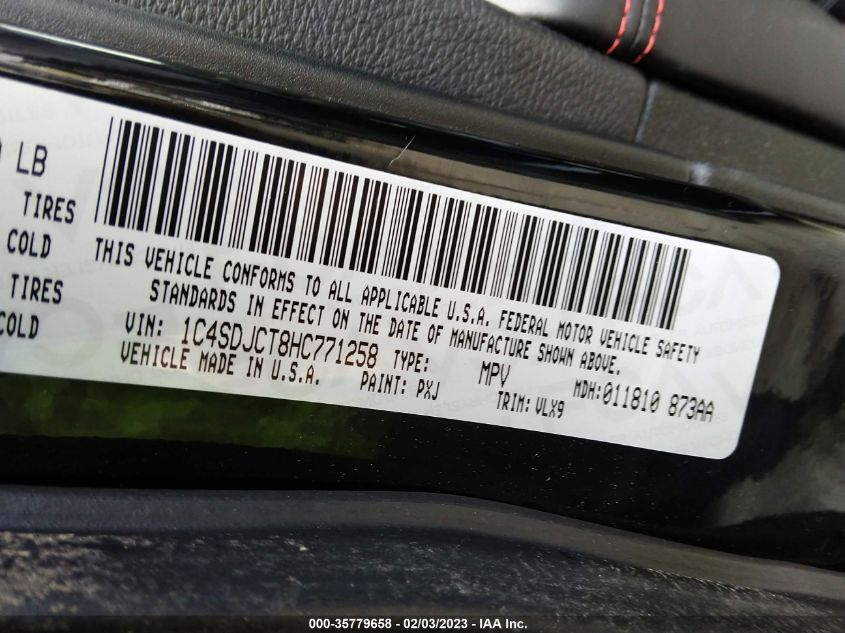 LB
TIRES
COLD
TIRES
COLD
THIS VEHICLE CONFORMS TO ALL APPLICABLE U.S.A. FEDERAL MOTOR VEHICLE SAFETY
STANDARDS IN EFFECT ON THE DATE OF MANUFACTURE SHOWN ABOVE.
VIN: 1C4SDJCT8HC771258 TYPE: MPV MDH:011810 873AA
VEHICLE MADE IN U.S.A. PAINT: PXJ TRIM: VLX9
000-35779658 - 02/03/2023 - IAA Inc.